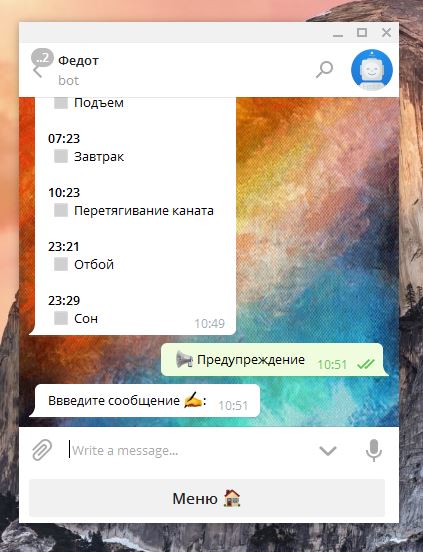 ..2
Федот
bot
Подъем
07:23
Завтрак
10:23
Перетягивание каната
23:21
Отбой
23:29
Сон
10:49
Предупреждение
10:51
Ввведите сообщение ✍️:
10:51
Write a message...
Меню